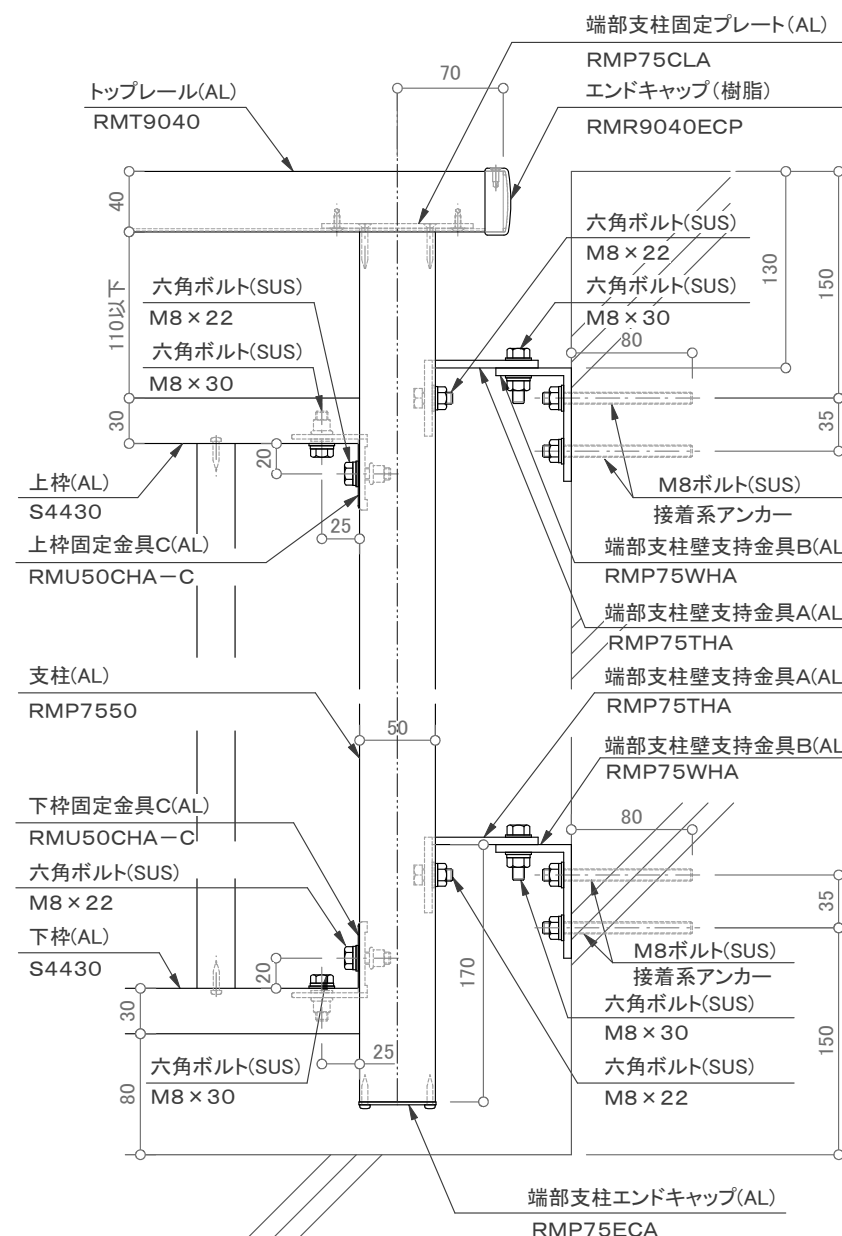 端部支柱固定プレート(AL)
RMP75CLA
70
トップレール(AL)
RMT9040
エンドキャップ(樹脂)
RMR9040ECP
40
六角ボルト(SUS)
M8×22
130
150
110以下
六角ボルト(SUS)
M8×22
六角ボルト(SUS)
M8×30
六角ボルト(SUS)
M8×30
80
30
35
20
上枠(AL)
S4430
M8ボルト(SUS)
接着系アンカー
25
上枠固定金具C(AL)
RMU50CHA-C
端部支柱壁支持金具B(AL
RMP75WHA
端部支柱壁支持金具A(AL
RMP75THA
支柱(AL)
RMP7550
端部支柱壁支持金具A(AL
RMP75THA
50
端部支柱壁支持金具B(AL
RMP75WHA
下枠固定金具C(AL)
RMU50CHA-C
80
六角ボルト(SUS)
M8×22
35
下枠(AL)
S4430
20
170
M8ボルト(SUS)
接着系アンカー
30
六角ボルト(SUS)
M8×30
25
150
六角ボルト(SUS)
M8×30
80
六角ボルト(SUS)
M8×22
端部支柱エンドキャップ(AL)
RMP75ECA